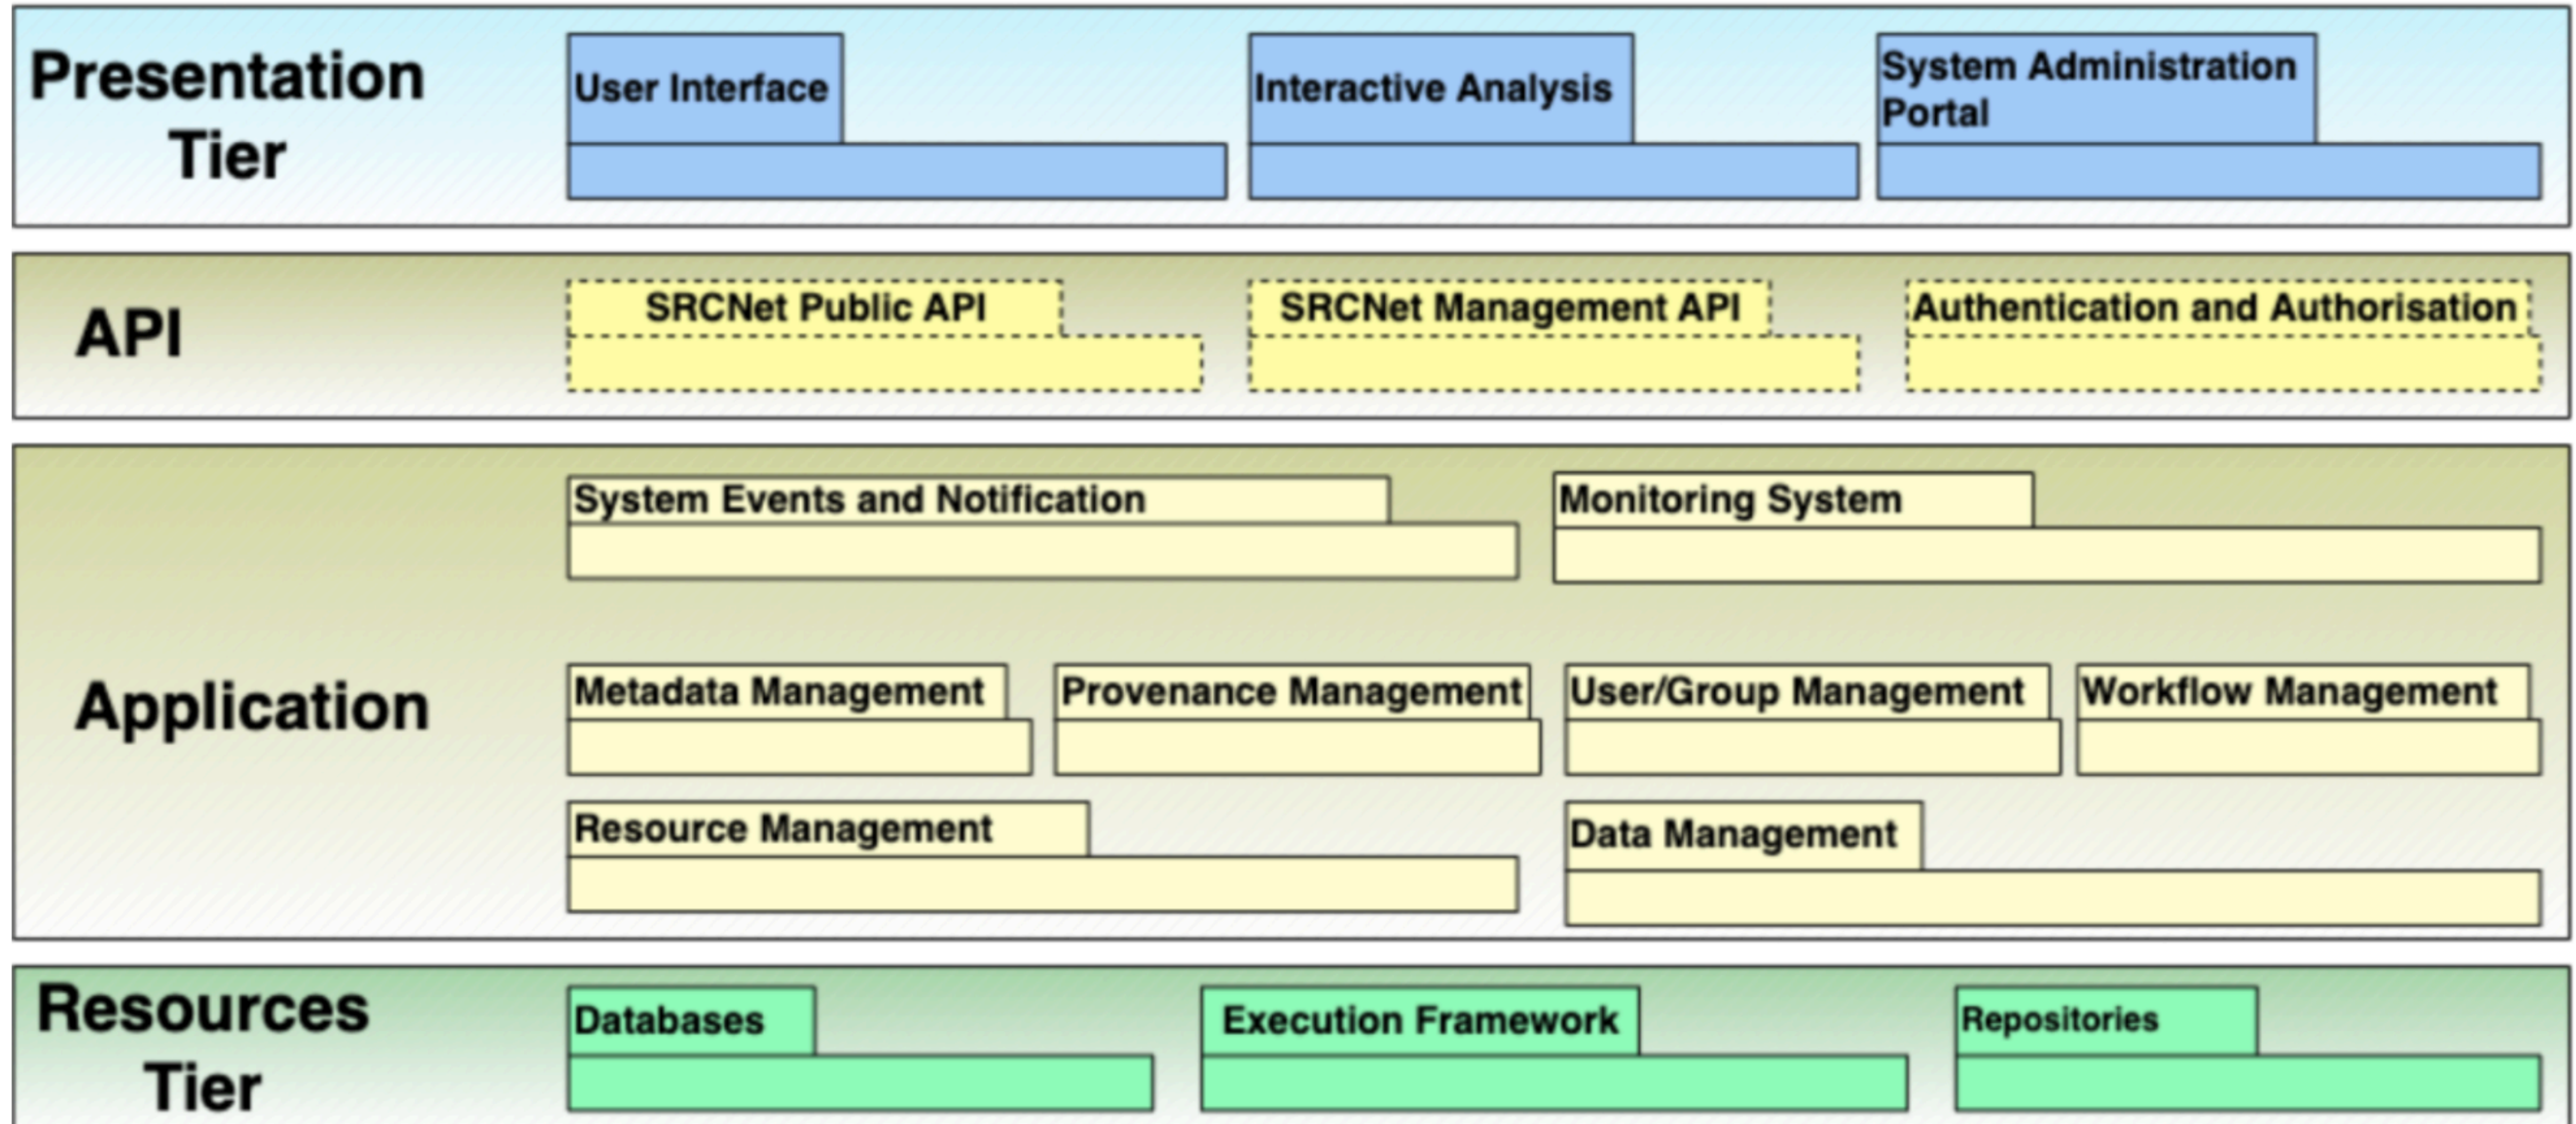 Presentation
Tier
User Interface
Interactive Analysis
System Administration
Portal
API
SRCNet Public API
SRCNet Management API
Authentication and Authorisation
Application
System Events and Notification
Monitoring System
Metadata Management
Provenance Management
User/Group Management
Workflow Management
Resource Management
Data Management
Resources
Tier
Databases
Execution Framework
Repositories